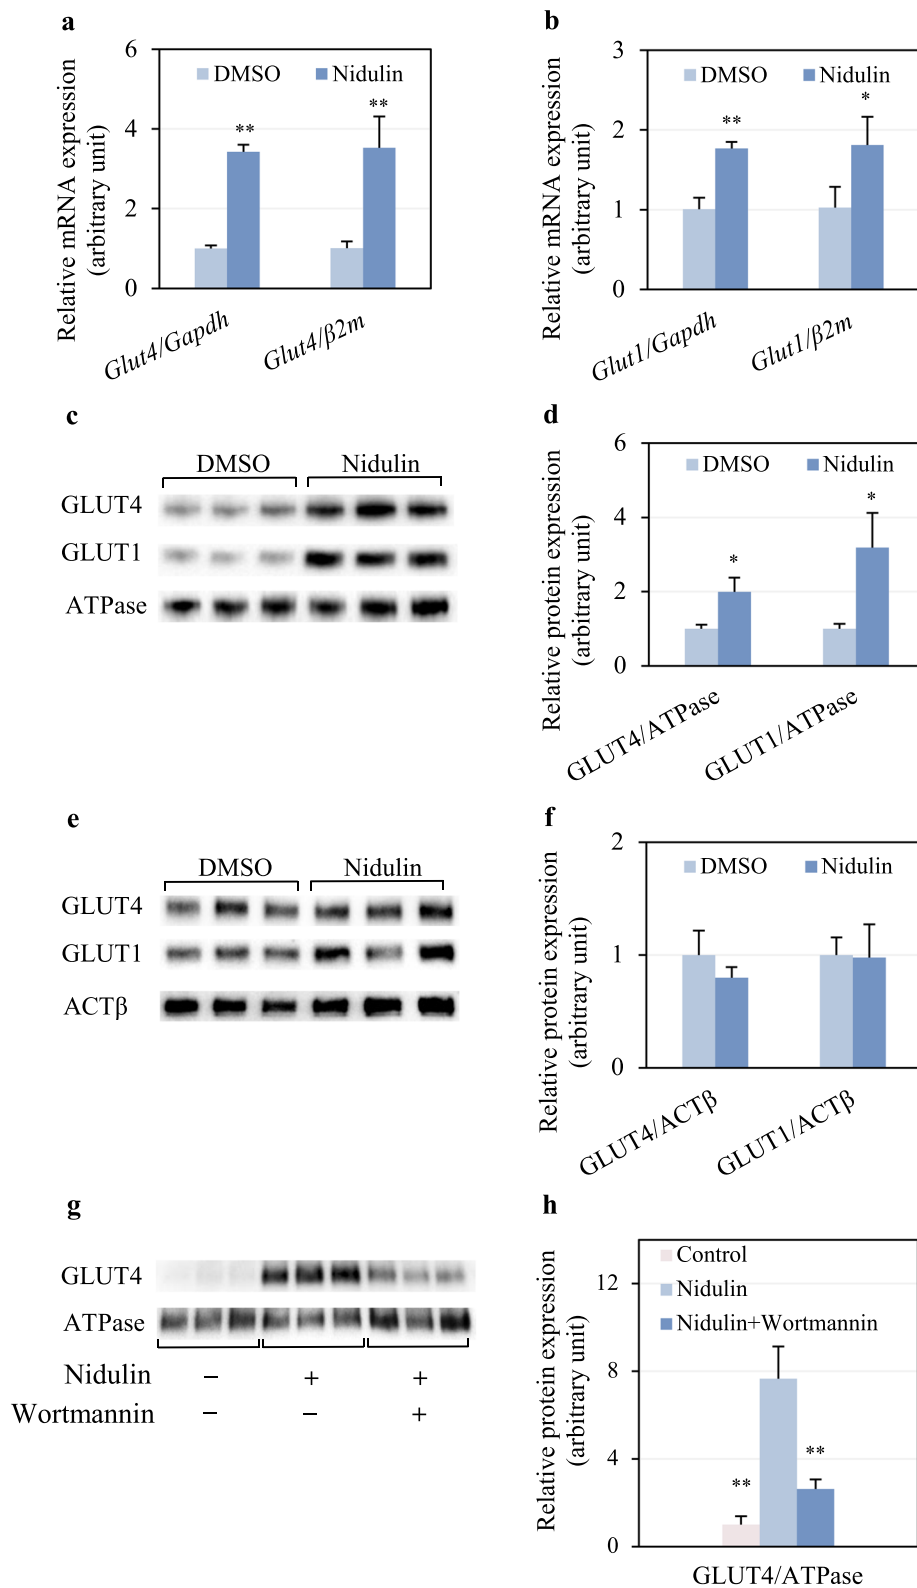 a
6
4
2
0
Relative mRNA expression
(arbitrary unit)
DMSO Nidulin
** **
Glut4/Gapdh Glut4/β2m
b
3
2
1
0
Relative mRNA expression
(arbitrary unit)
DMSO Nidulin
** *
Glut1/Gapdh Glut1/β2m
c
DMSO Nidulin
GLUT4
GLUT1
ATPase
d
6
4
2
0
Relative protein expression
(arbitrary unit)
DMSO Nidulin
* *
GLUT4/ATPase GLUT1/ATPase
e
DMSO Nidulin
GLUT4
GLUT1
ACTβ
f
2
1
0
Relative protein expression
(arbitrary unit)
DMSO Nidulin
GLUT4/ACTβ GLUT1/ACTβ
g
GLUT4
ATPase
Nidulin − + +
Wortmannin − − +
h
12
8
4
0
Relative protein expression
(arbitrary unit)
Control
Nidulin
Nidulin+Wortmannin
** **
GLUT4/ATPase